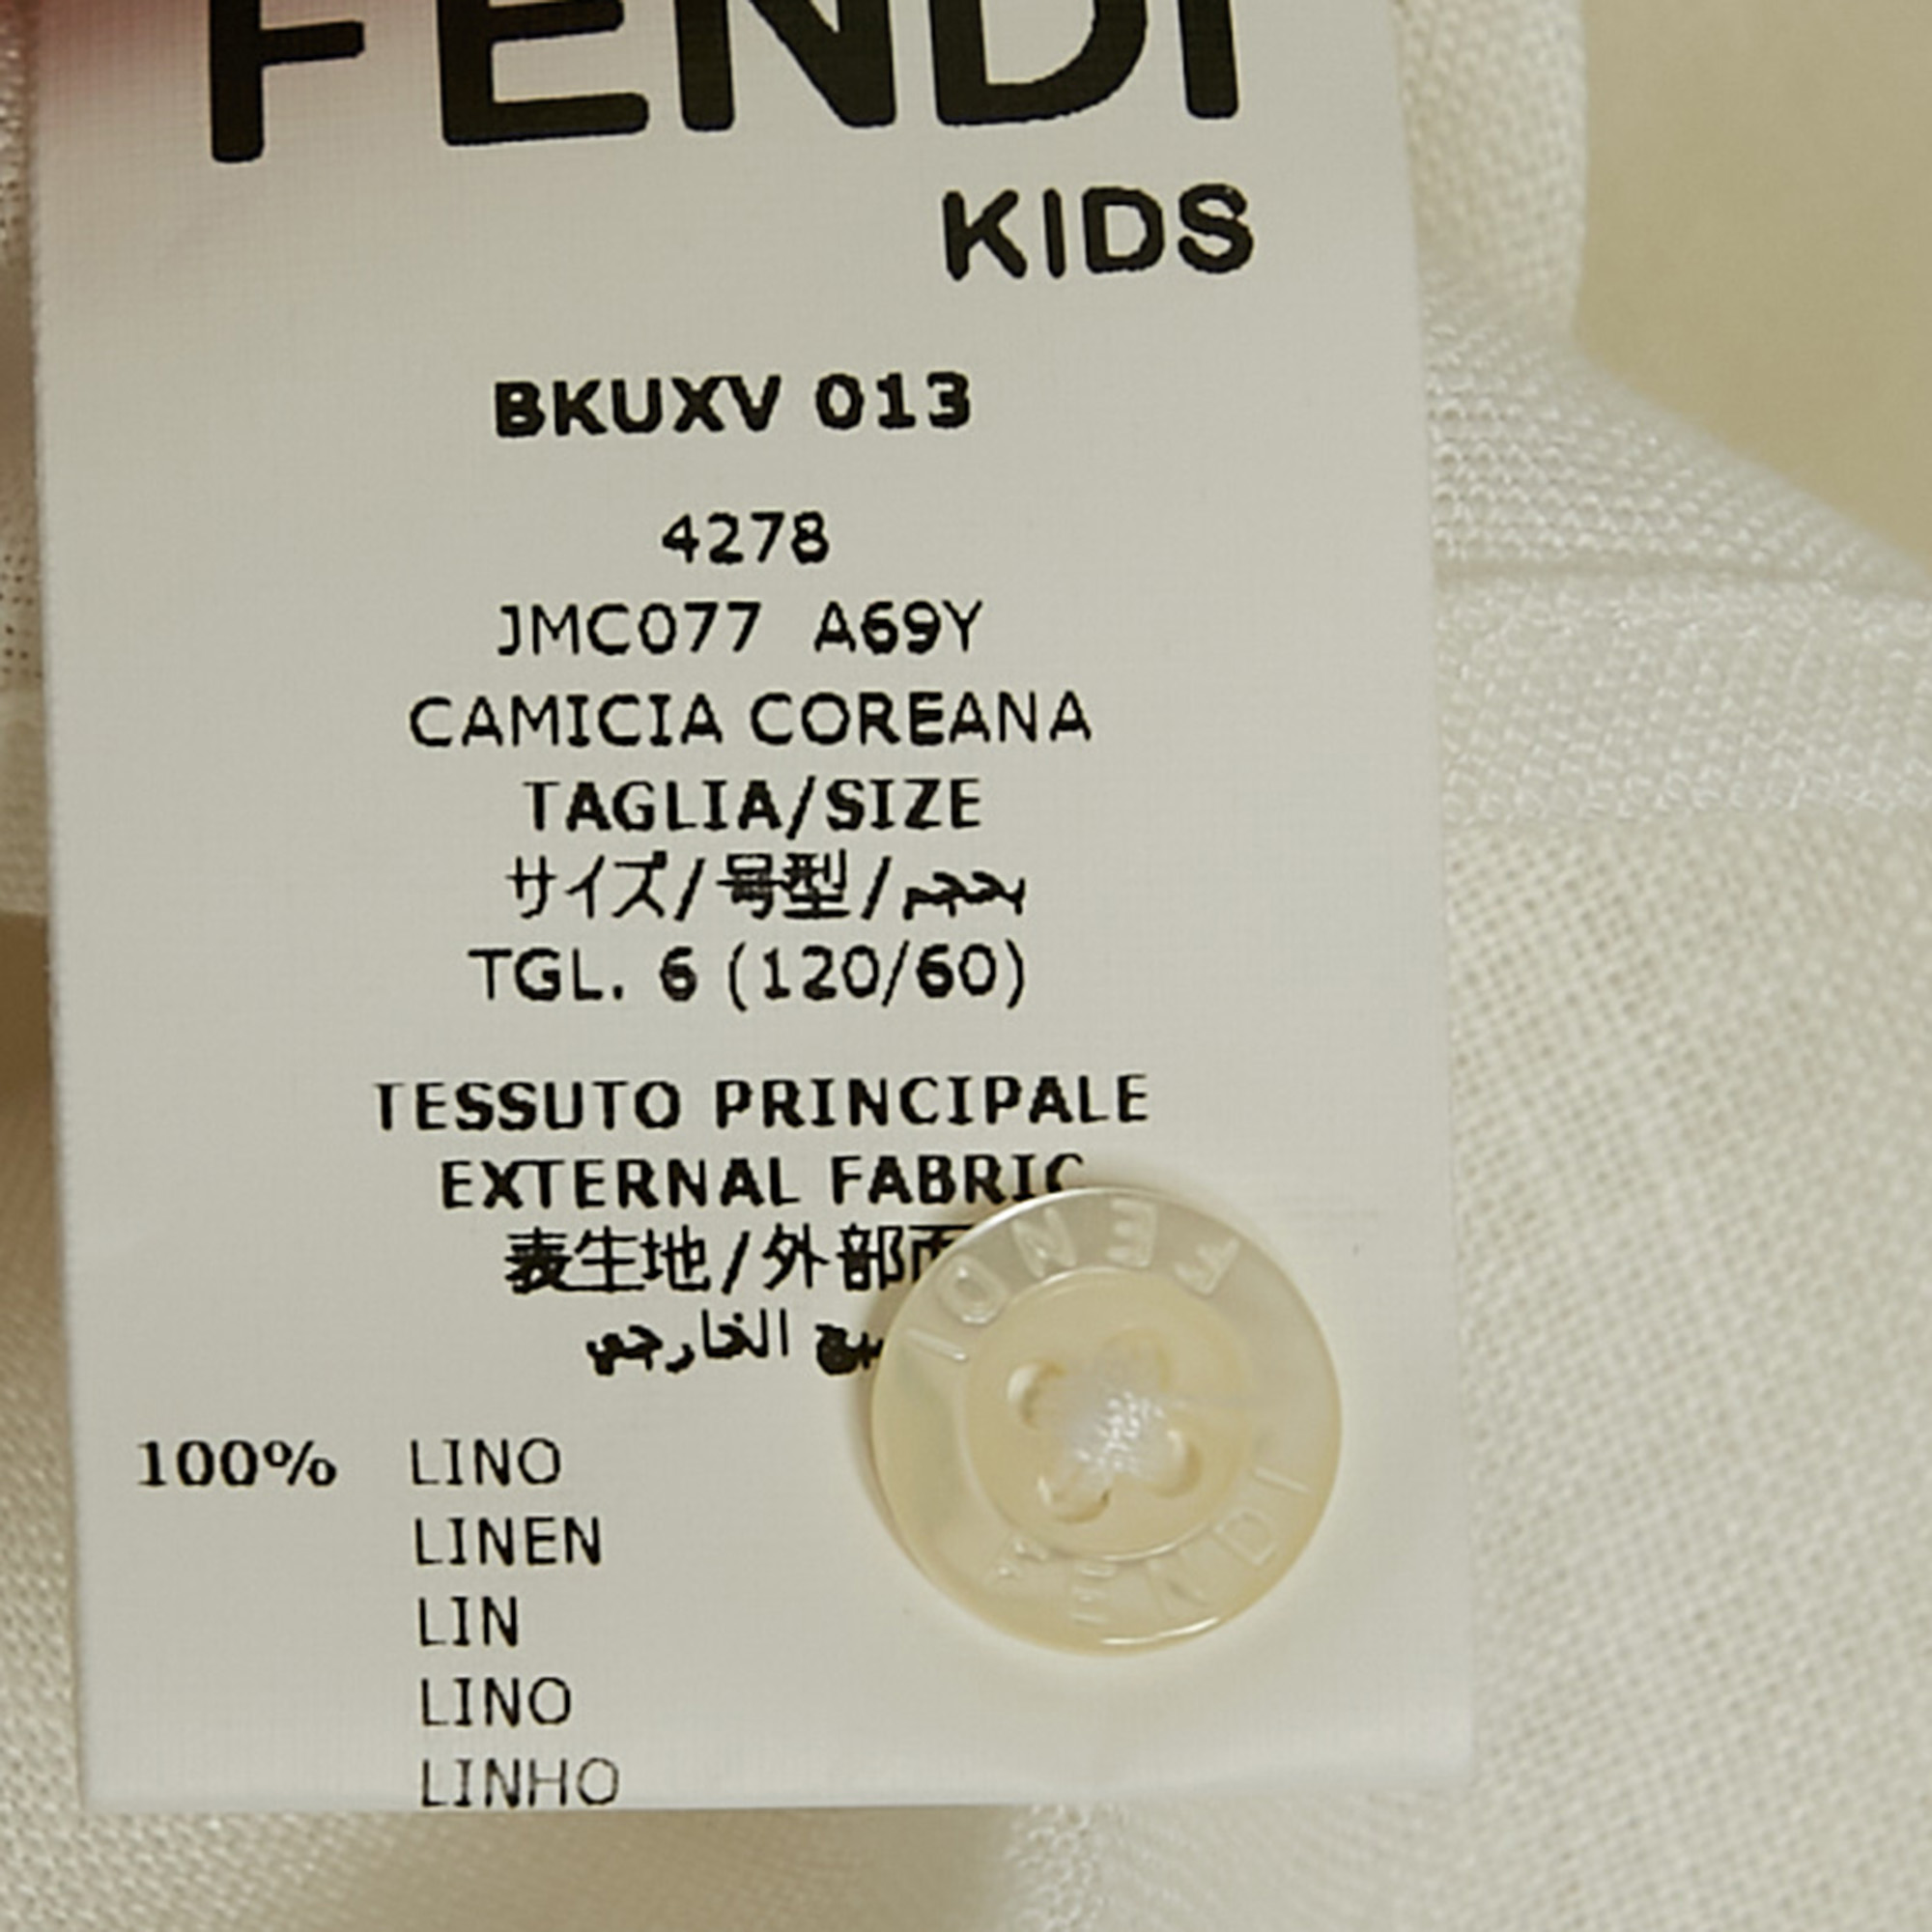 FENDI
KIDS
BKUXV 013
4278
JMC077 A69Y
CAMICIA COREANA
TAGLIA/SIZE
サイズ/号型/بحجم
TGL. 6 (120/60)
TESSUTO PRINCIPALE
EXTERNAL FABRIC
表生地/外部面
الخارجي
FENDI
FENDI
100% LINO
LINEN
LIN
LINO
LINHO